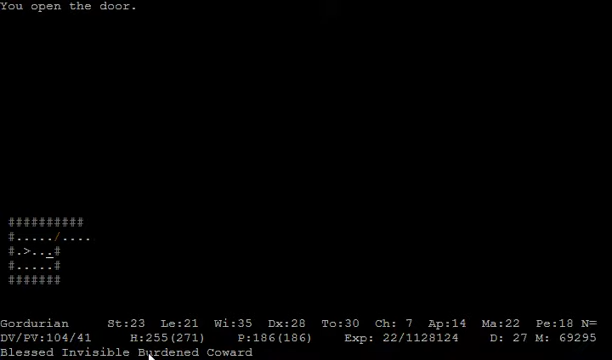 You open the door.
##########
#...../....
#.>..._#
#.....#
#######
Gordurian St:23 Le:21 Wi:35 Dx:28 To:30 Ch: 7 Ap:14 Ma:22 Pe:18 N=
DV/PV:104/41 H:255(271) P:186(186) Exp: 22/1128124 D: 27 M: 69295
Blessed Invisible Burdened Coward